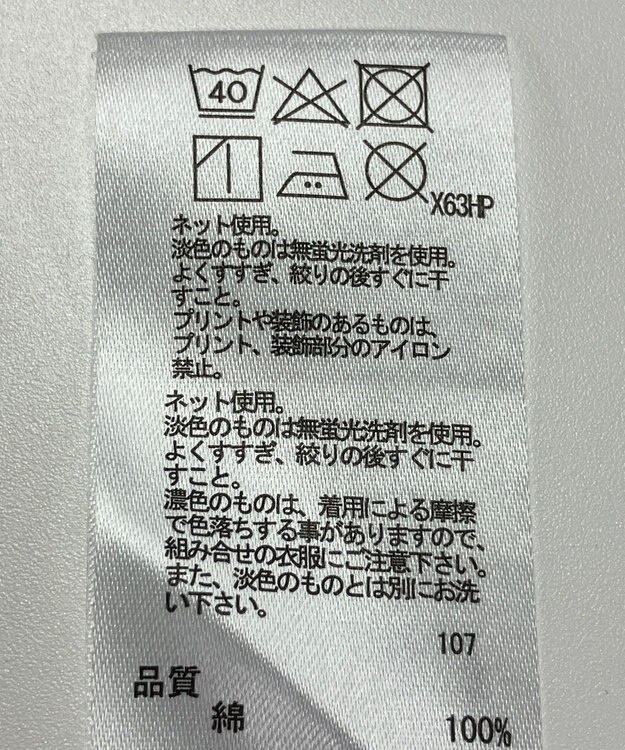 40
X63HP
ネット使用。
淡色のものは無蛍光洗剤を使用。
よくすすぎ、絞りの後すぐに干
すこと。
プリントや装飾のあるものは、
プリント、装飾部分のアイロン
禁止。
ネット使用。
淡色のものは無蛍光洗剤を使用。
よくすすぎ、絞りの後すぐに干
すこと。
濃色のものは、着用による摩擦
で色落ちする事がありますので、
組み合せの衣服にご注意下さい。
また、淡色のものとは別にお洗
い下さい。
107
品質
綿 100%